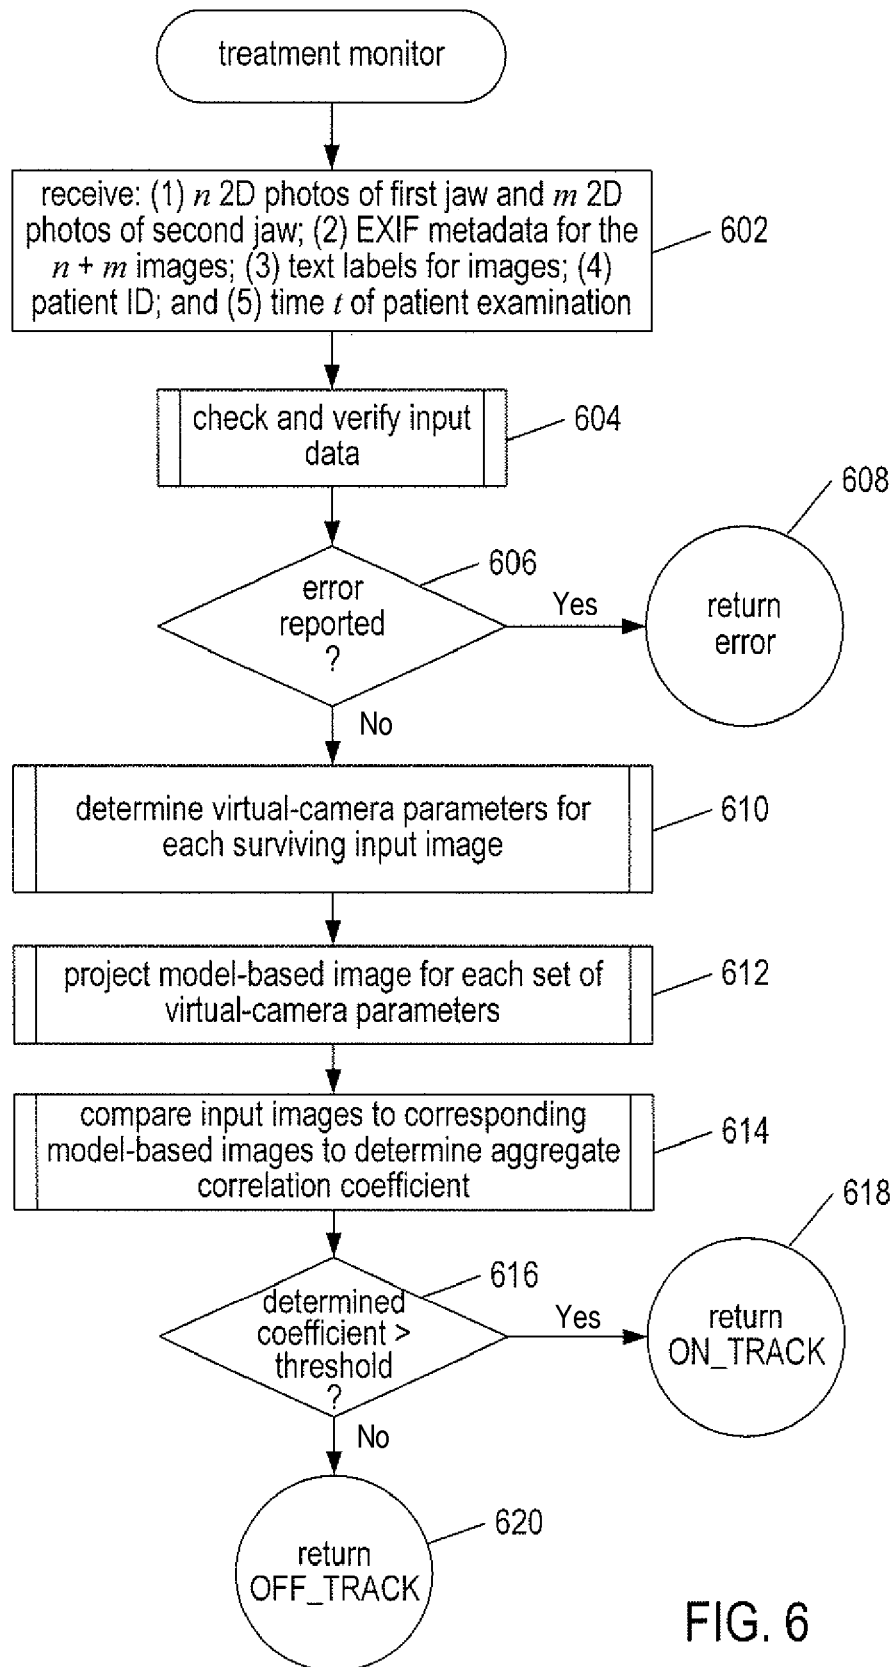 treatment monitor
receive: (1) n 2D photos of first jaw and m 2D
photos of second jaw; (2) EXIF metadata for the
n + m images; (3) text labels for images; (4)
patient ID; and (5) time t of patient examination
602
check and verify input
data
604
608
606
error
reported
?
Yes
return
error
No
determine virtual-camera parameters for
each surviving input image
610
project model-based image for each set of
virtual-camera parameters
612
compare input images to corresponding
model-based images to determine aggregate
correlation coefficient
614
618
616
determined
coefficient >
threshold
?
Yes
return
ON_TRACK
No
620
return
OFF_TRACK
FIG. 6